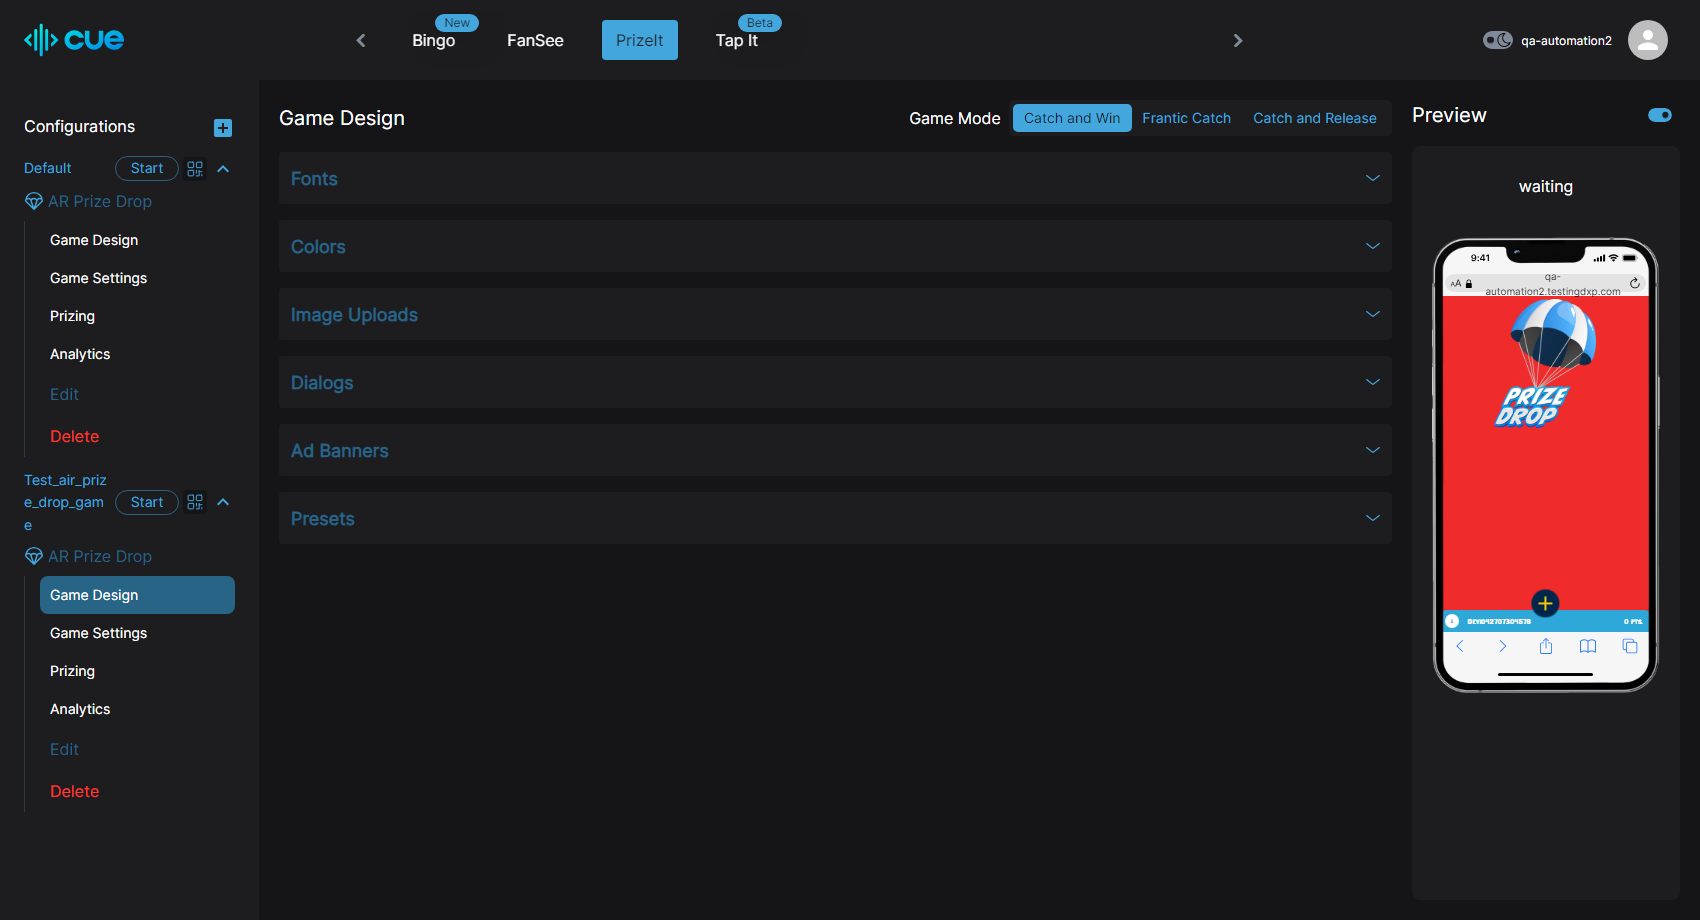 cue
New
Bingo
FanSee
PrizeIt
Beta
Tap It
qa-automation2
Configurations
Default
Start
AR Prize Drop
Game Design
Game Settings
Prizing
Analytics
Edit
Delete
Test_air_priz
e_drop_gam
e
Start
AR Prize Drop
Game Design
Game Settings
Prizing
Analytics
Edit
Delete
Game Design
Game Mode
Catch and Win
Frantic Catch
Catch and Release
Fonts
Colors
Image Uploads
Dialogs
Ad Banners
Presets
Preview
waiting
9:41
AA
qa-
automation2.testingdxp.com
PRIZE
DROP
0 PTS.